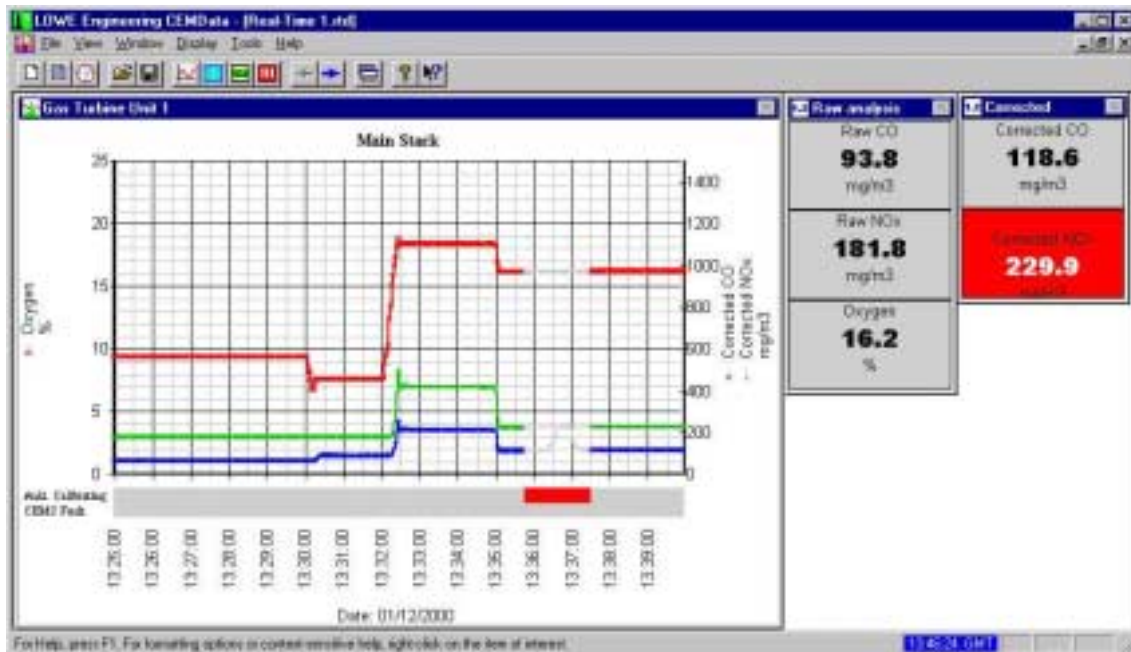 LOWE Engineering CEMData - [Real-Time 1.rtd]
File View Window Display Tools Help
Gas Turbine Unit 1
Main Stack
25
20
15
10
5
0
Oxygen
%
1400
1200
1000
800
600
400
200
0
Corrected CO
Corrected NOx
mg/m3
Calibrating
CEMS Fault
13:25:00
13:26:00
13:27:00
13:28:00
13:29:00
13:30:00
13:31:00
13:32:00
13:33:00
13:34:00
13:35:00
13:36:00
13:37:00
13:38:00
13:39:00
Date: 01/12/2000
Raw analysis
Raw CO
93.8
mg/m3
Raw NOx
181.8
mg/m3
Oxygen
16.2
%
Corrected
Corrected CO
118.6
mg/m3
Corrected NOx
229.9
mg/m3
For Help, press F1. For formatting options or context-sensitive help, right-click on the item of interest.
GMT